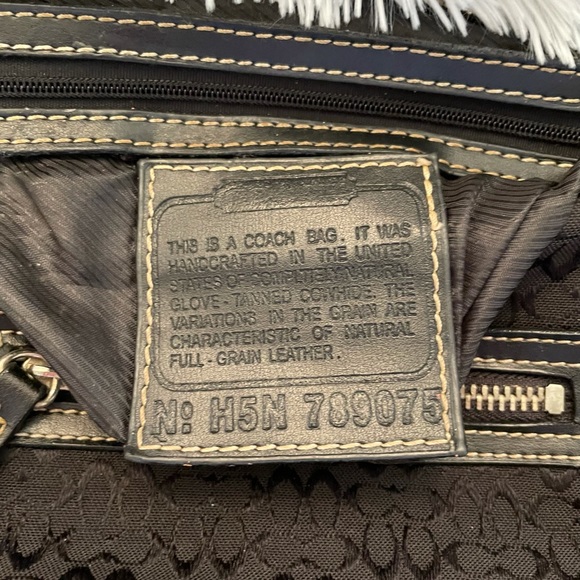 THIS IS A COACH BAG. IT WAS
HANDCRAFTED IN THE UNITED
STATES OF COMPLETELY NATURAL
GLOVE-TANNED COWHIDE. THE
VARIATIONS IN THE GRAIN ARE
CHARACTERISTIC OF NATURAL
FULL-GRAIN LEATHER.
Nº H5N 789075